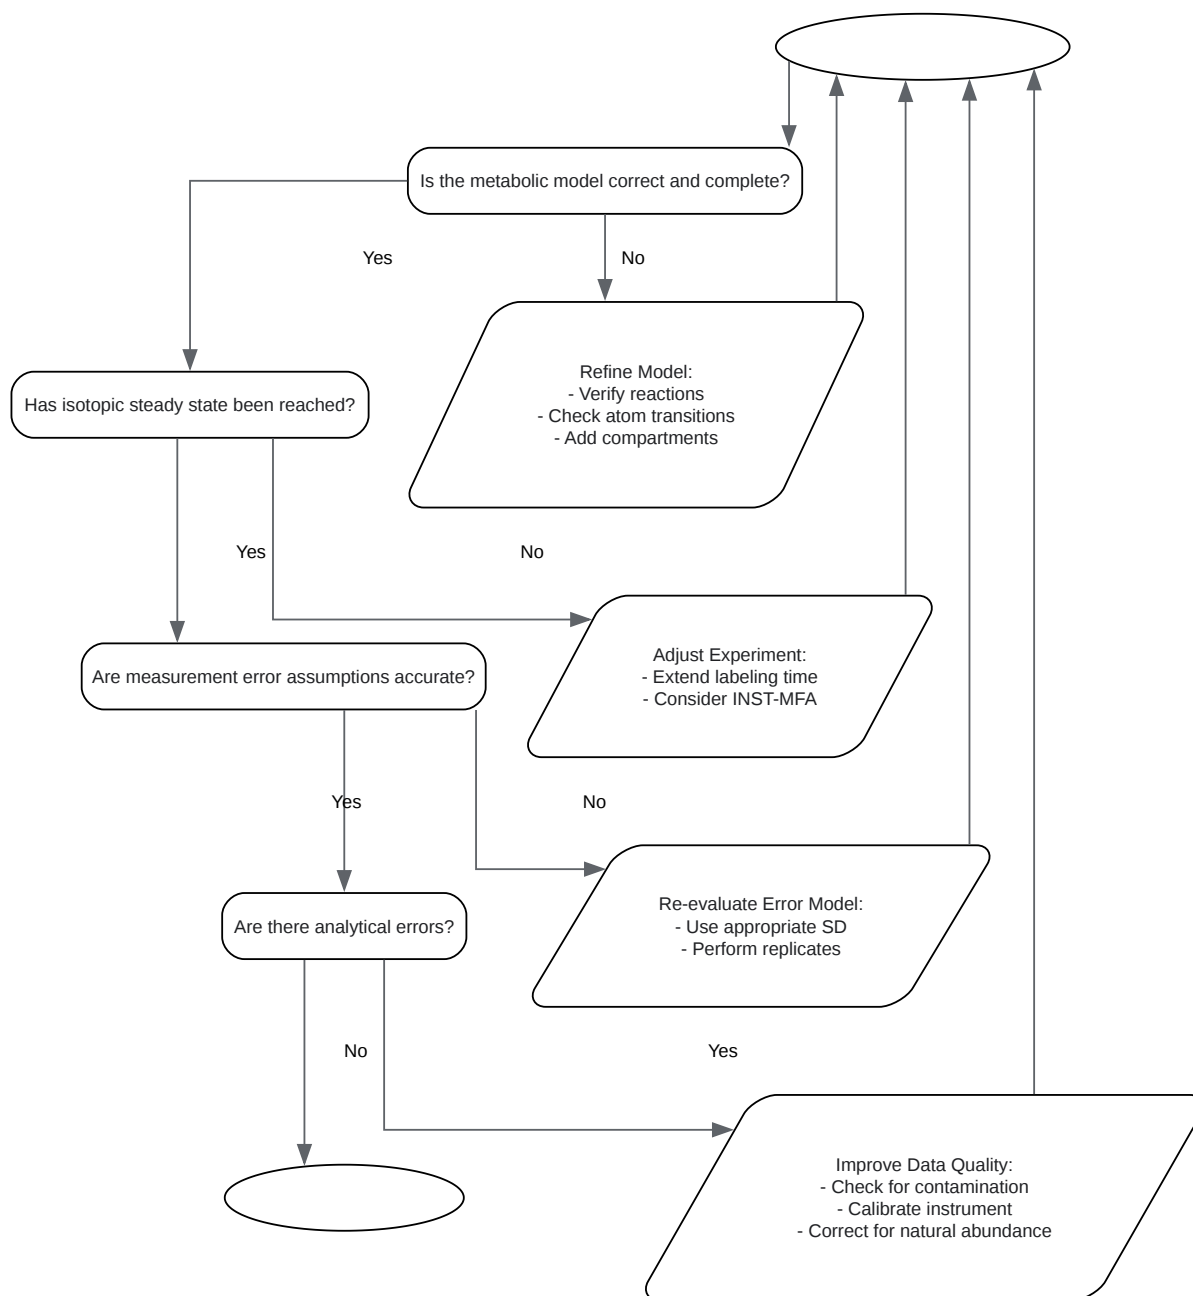 Is the metabolic model correct and complete?
Yes
No
Refine Model:
- Verify reactions
- Check atom transitions
- Add compartments
Has isotopic steady state been reached?
Yes
No
Adjust Experiment:
- Extend labeling time
- Consider INST-MFA
Are measurement error assumptions accurate?
Yes
No
Re-evaluate Error Model:
- Use appropriate SD
- Perform replicates
Are there analytical errors?
No
Yes
Improve Data Quality:
- Check for contamination
- Calibrate instrument
- Correct for natural abundance